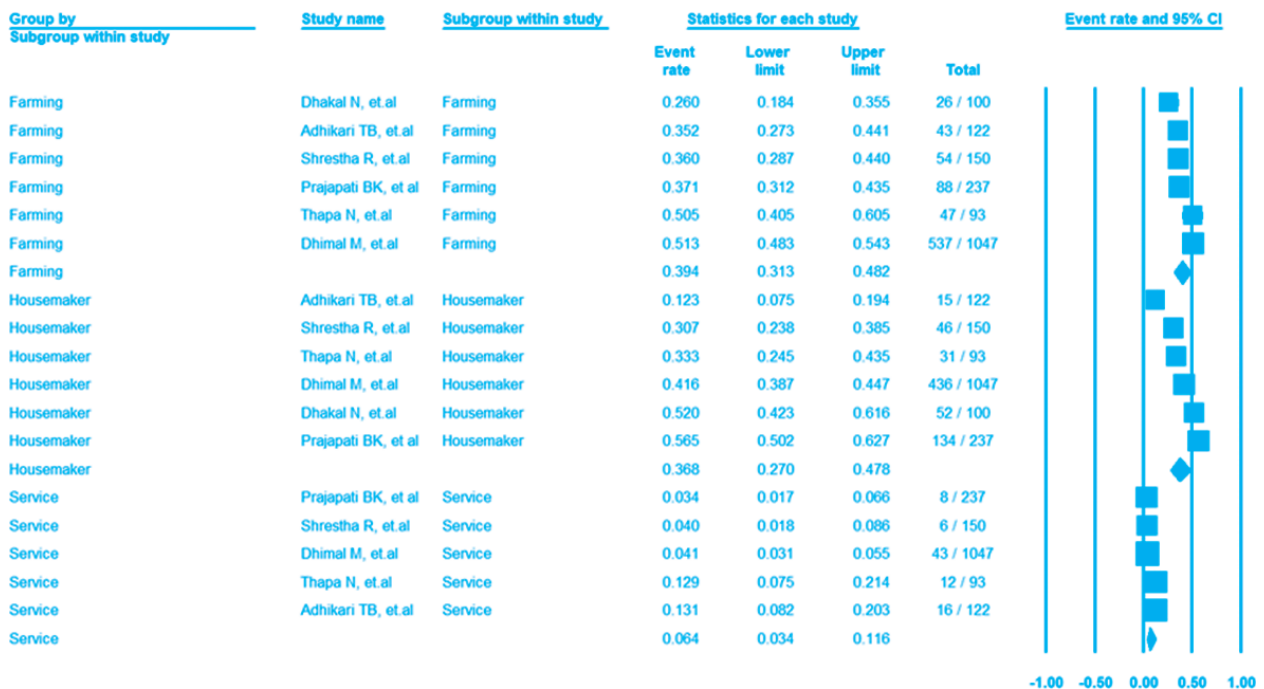 Group by Study name Subgroup within study Statistics for each study Event rate and 95% CI
Subgroup within study
Event rate Lower limit Upper limit Total
Farming Dhakal N, et.al Farming 0.260 0.184 0.355 26 / 100
Farming Adhikari TB, et.al Farming 0.352 0.273 0.441 43 / 122
Farming Shrestha R, et.al Farming 0.360 0.287 0.440 54 / 150
Farming Prajapati BK, et al Farming 0.371 0.312 0.435 88 / 237
Farming Thapa N, et.al Farming 0.505 0.405 0.605 47 / 93
Farming Dhimal M, et.al Farming 0.513 0.483 0.543 537 / 1047
Farming 0.394 0.313 0.482
Housemaker Adhikari TB, et.al Housemaker 0.123 0.075 0.194 15 / 122
Housemaker Shrestha R, et.al Housemaker 0.307 0.238 0.385 46 / 150
Housemaker Thapa N, et.al Housemaker 0.333 0.245 0.435 31 / 93
Housemaker Dhimal M, et.al Housemaker 0.416 0.387 0.447 436 / 1047
Housemaker Dhakal N, et.al Housemaker 0.520 0.423 0.616 52 / 100
Housemaker Prajapati BK, et al Housemaker 0.565 0.502 0.627 134 / 237
Housemaker 0.368 0.270 0.478
Service Prajapati BK, et al Service 0.034 0.017 0.066 8 / 237
Service Shrestha R, et.al Service 0.040 0.018 0.086 6 / 150
Service Dhimal M, et.al Service 0.041 0.031 0.055 43 / 1047
Service Thapa N, et.al Service 0.129 0.075 0.214 12 / 93
Service Adhikari TB, et.al Service 0.131 0.082 0.203 16 / 122
Service 0.064 0.034 0.116
-1.00 -0.50 0.00 0.50 1.00